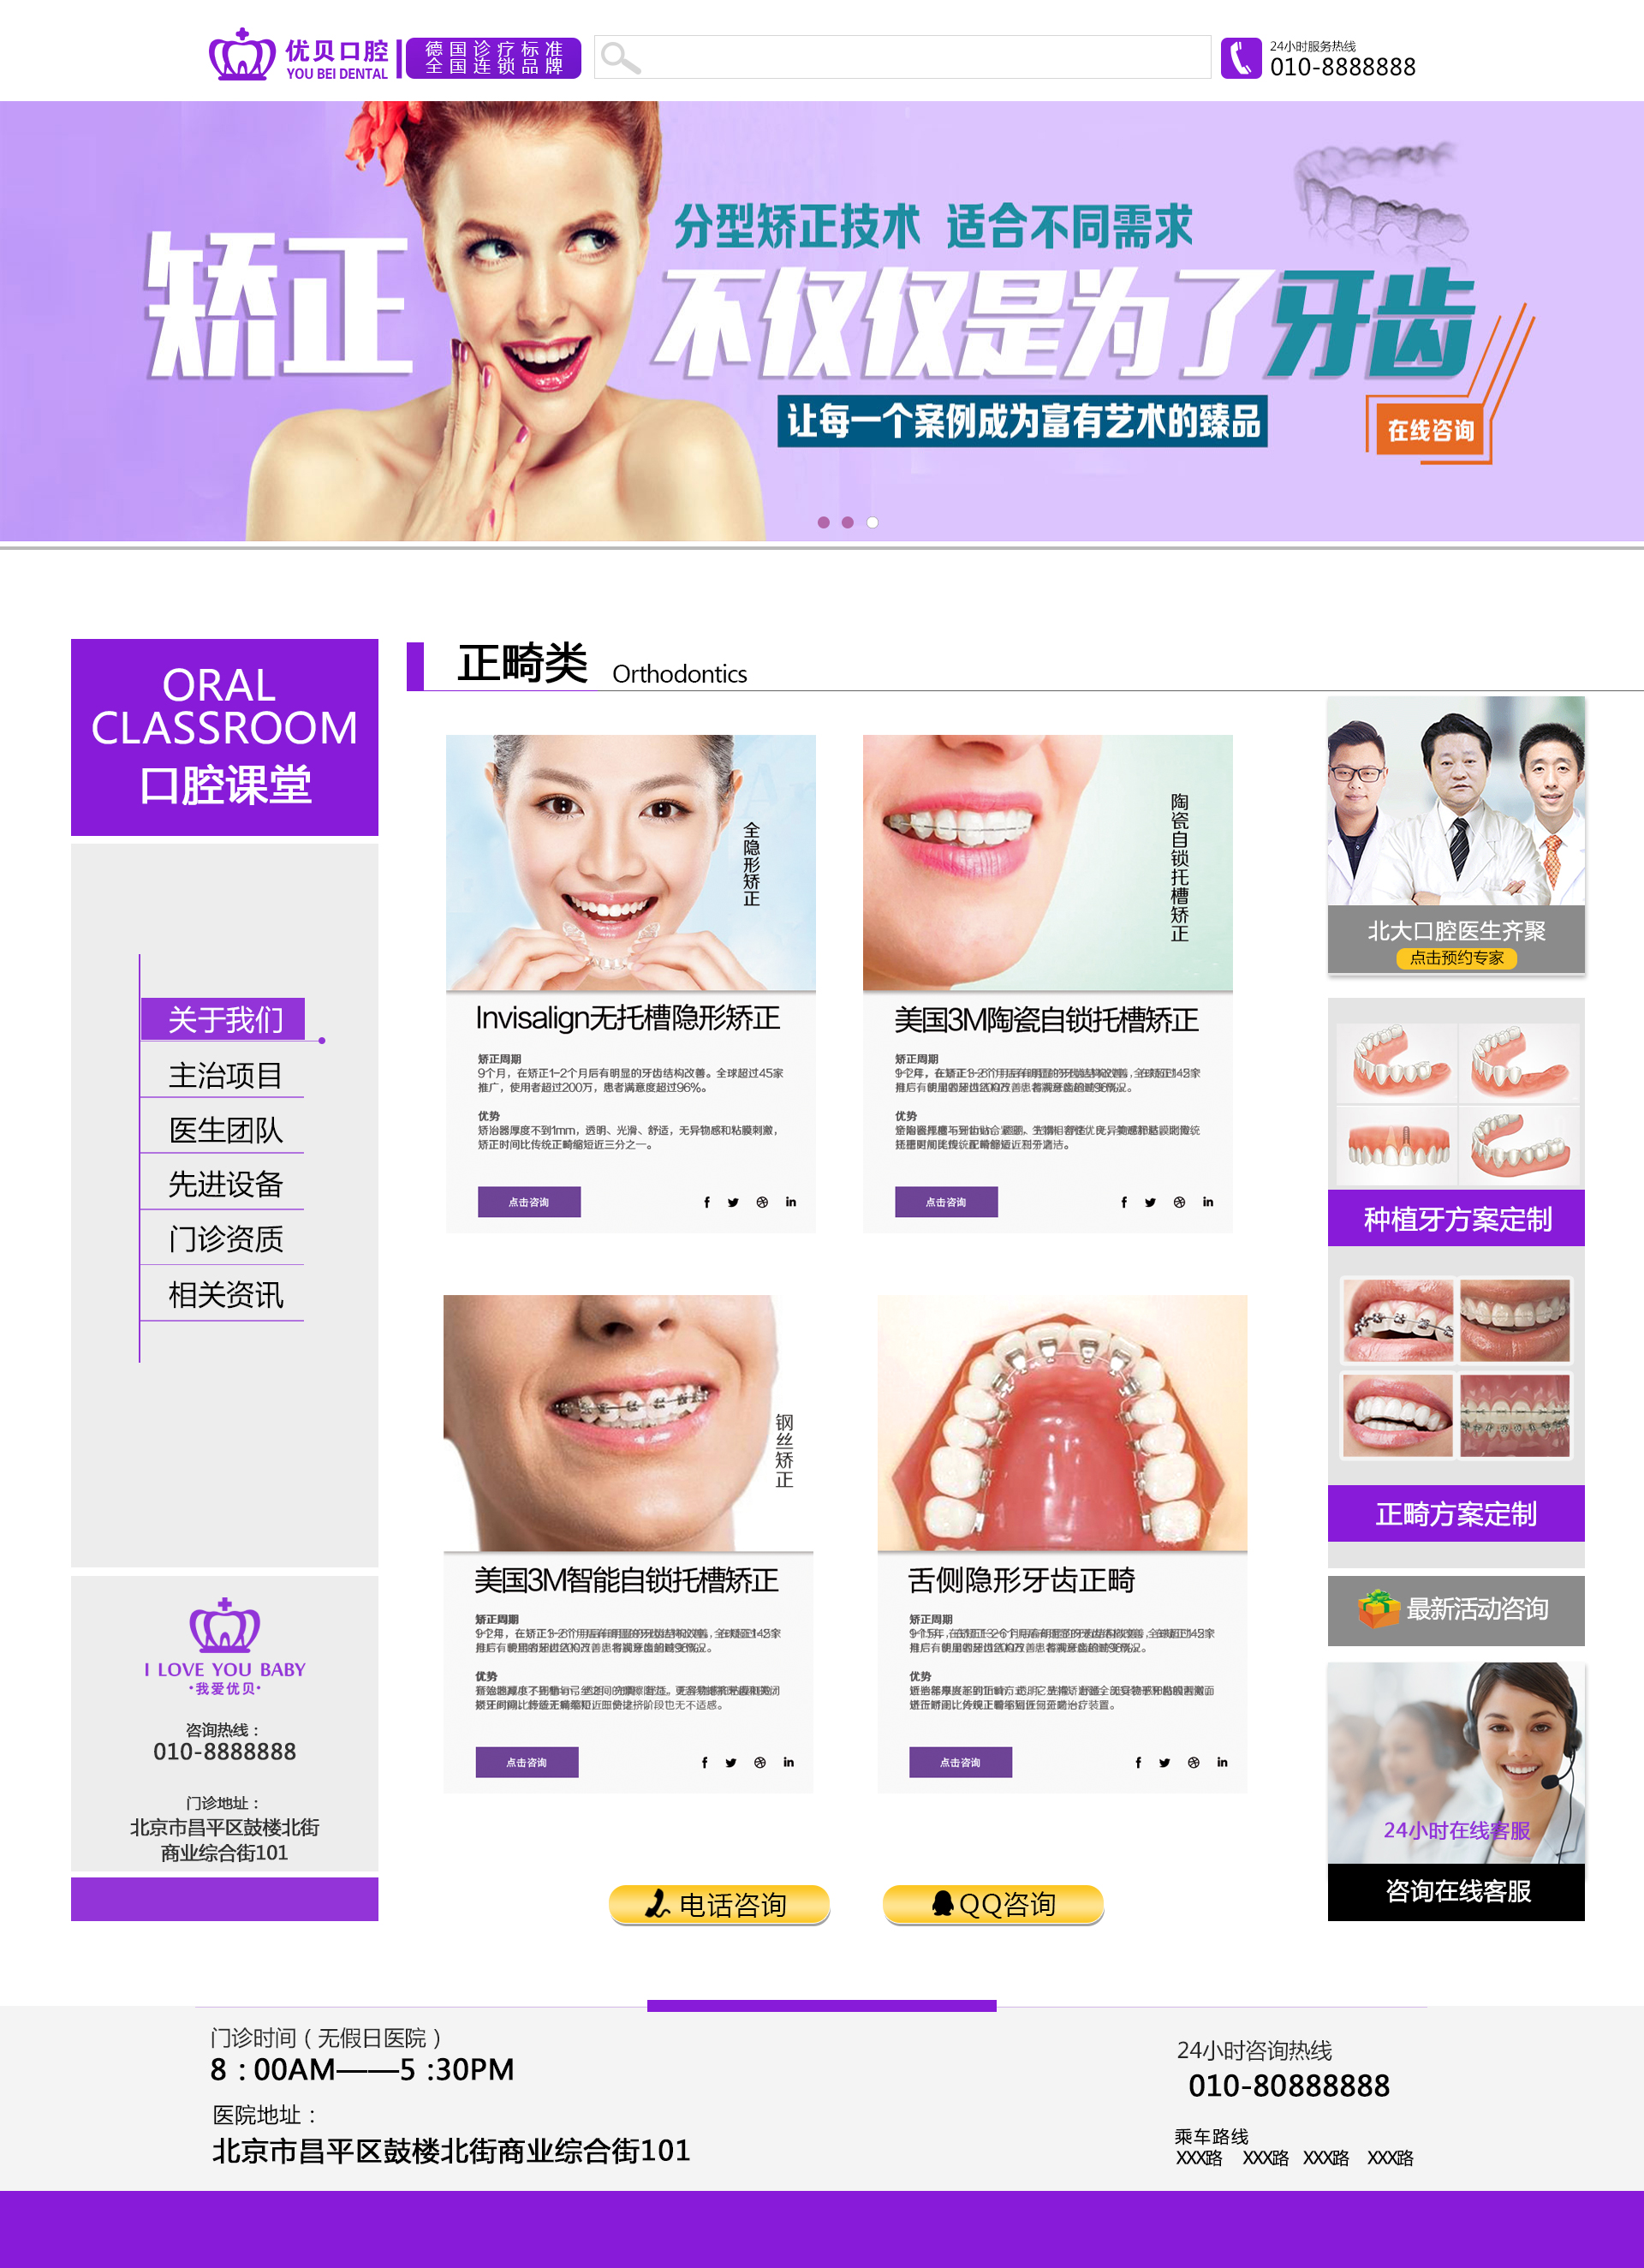 优贝口腔
YOU BEI DENTAL
德国诊疗标准
全国连锁品牌
24小时服务热线
010-8888888
矫正
分型矫正技术 适合不同需求
不仅仅是为了牙齿
让每一个案例成为富有艺术的臻品
在线咨询
ORAL
CLASSROOM
口腔课堂
关于我们
主治项目
医生团队
先进设备
门诊资质
相关资讯
I LOVE YOU BABY
•我爱优贝•
咨询热线：
010-8888888
门诊地址：
北京市昌平区鼓楼北街
商业综合街101
正畸类 Orthodontics
全隐形矫正
Invisalign无托槽隐形矫正
矫正周期
9个月，在矫正1-2个月后有明显的牙齿结构改善。全球超过45家
推广，使用者超过200万，患者满意度超过96%。
优势
矫治器厚度不到1mm，透明、光滑、舒适，无异物感和粘膜刺激，
矫正时间比传统正畸缩短近三分之一。
点击咨询
陶瓷自锁托槽矫正
美国3M陶瓷自锁托槽矫正
矫正周期
优势
点击咨询
钢丝矫正
美国3M智能自锁托槽矫正
矫正周期
优势
点击咨询
舌侧隐形牙齿正畸
矫正周期
优势
点击咨询
电话咨询
QQ咨询
北大口腔医生齐聚
点击预约专家
种植牙方案定制
正畸方案定制
最新活动咨询
24小时在线客服
咨询在线客服
门诊时间（无假日医院）
8：00AM——5：30PM
医院地址：
北京市昌平区鼓楼北街商业综合街101
24小时咨询热线
010-80888888
乘车路线
XXX路 XXX路 XXX路 XXX路